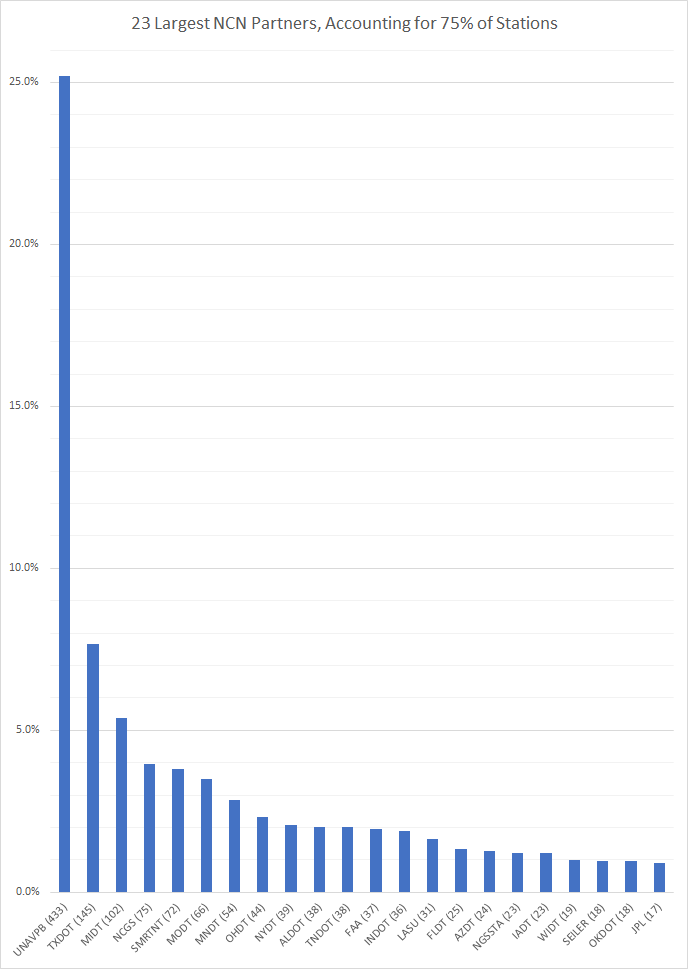 23 Largest NCN Partners, Accounting for 75% of Stations
25.0%
20.0%
15.0%
10.0%
5.0%
0.0%
UNAVPB (433)
TXDOT (145)
MIDT (102)
NCGS (75)
SMRTNT (72)
MODT (66)
MNDT (54)
OHDT (44)
NYDT (39)
ALDOT (38)
TNDOT (38)
FAA (37)
INDOT (36)
LASU (31)
FLDT (25)
AZDT (24)
NGSSTA (23)
IADT (23)
WIDT (19)
SEILER (18)
OKDOT (18)
JPL (17)